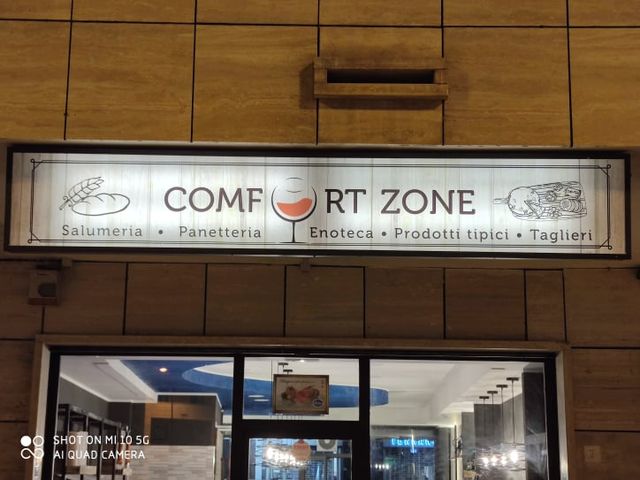 COMF RT ZONE
Salumeria • Panetteria Enoteca • Prodotti tipici • Taglieri
SHOT ON MI 10 5G
AI QUAD CAMERA